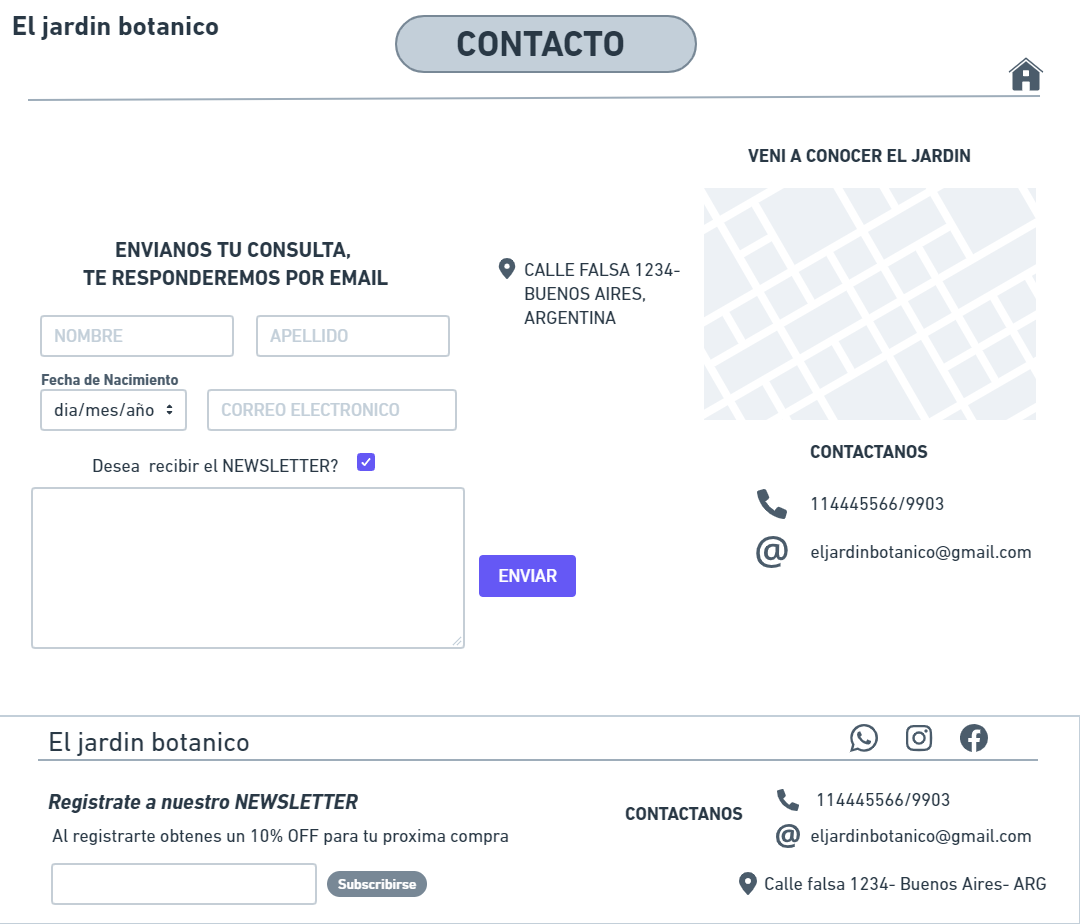 El jardin botanico
CONTACTO
VENI A CONOCER EL JARDIN
ENVIANOS TU CONSULTA,
TE RESPONDEREMOS POR EMAIL
CALLE FALSA 1234-
BUENOS AIRES,
ARGENTINA
NOMBRE
APELLIDO
Fecha de Nacimiento
dia/mes/año
CORREO ELECTRONICO
Desea recibir el NEWSLETTER?
CONTACTANOS
114445566/9903
@ eljardinbotanico@gmail.com
ENVIAR
El jardin botanico
Registrate a nuestro NEWSLETTER
Al registrarte obtenes un 10% OFF para tu proxima compra
Subscribirse
CONTACTANOS
114445566/9903
@ eljardinbotanico@gmail.com
Calle falsa 1234- Buenos Aires- ARG